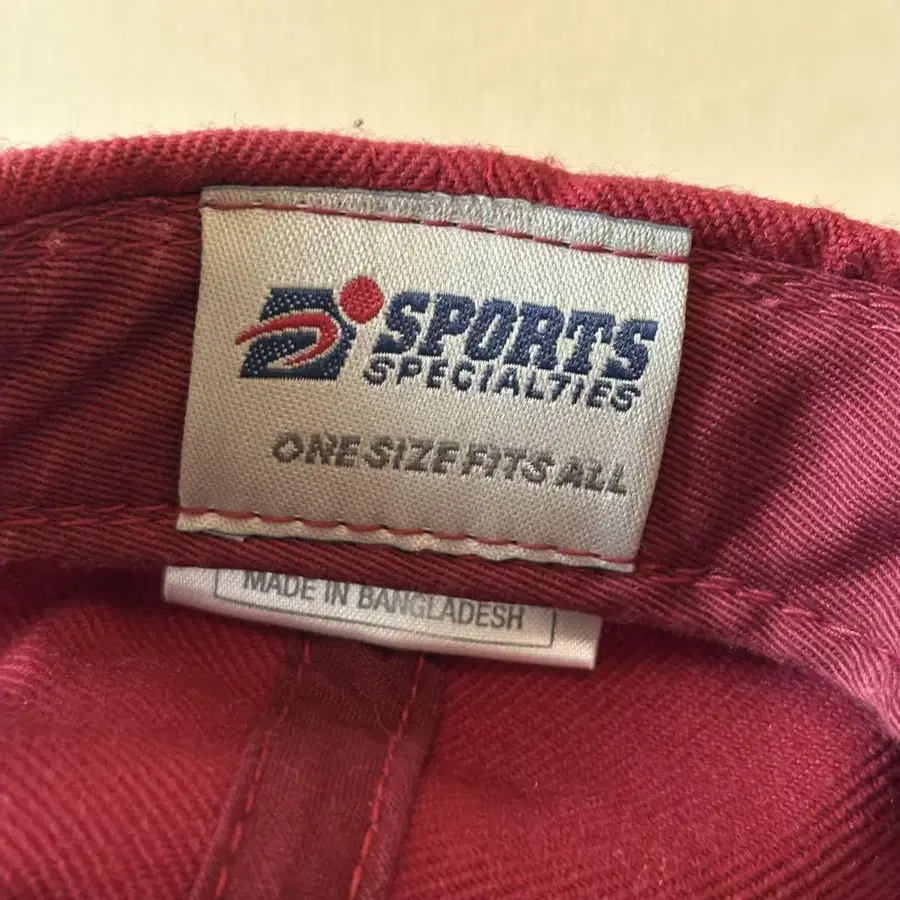 SPORTS
SPECIALTIES
ONE SIZE FITS ALL
MADE IN BANGLADESH